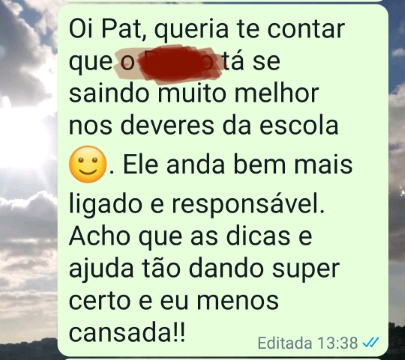 Oi Pat, queria te contar
que o tá se
saindo muito melhor
nos deveres da escola
🙂. Ele anda bem mais
ligado e responsável.
Acho que as dicas e
ajuda tão dando super
certo e eu menos
cansada!!
Editada 13:38